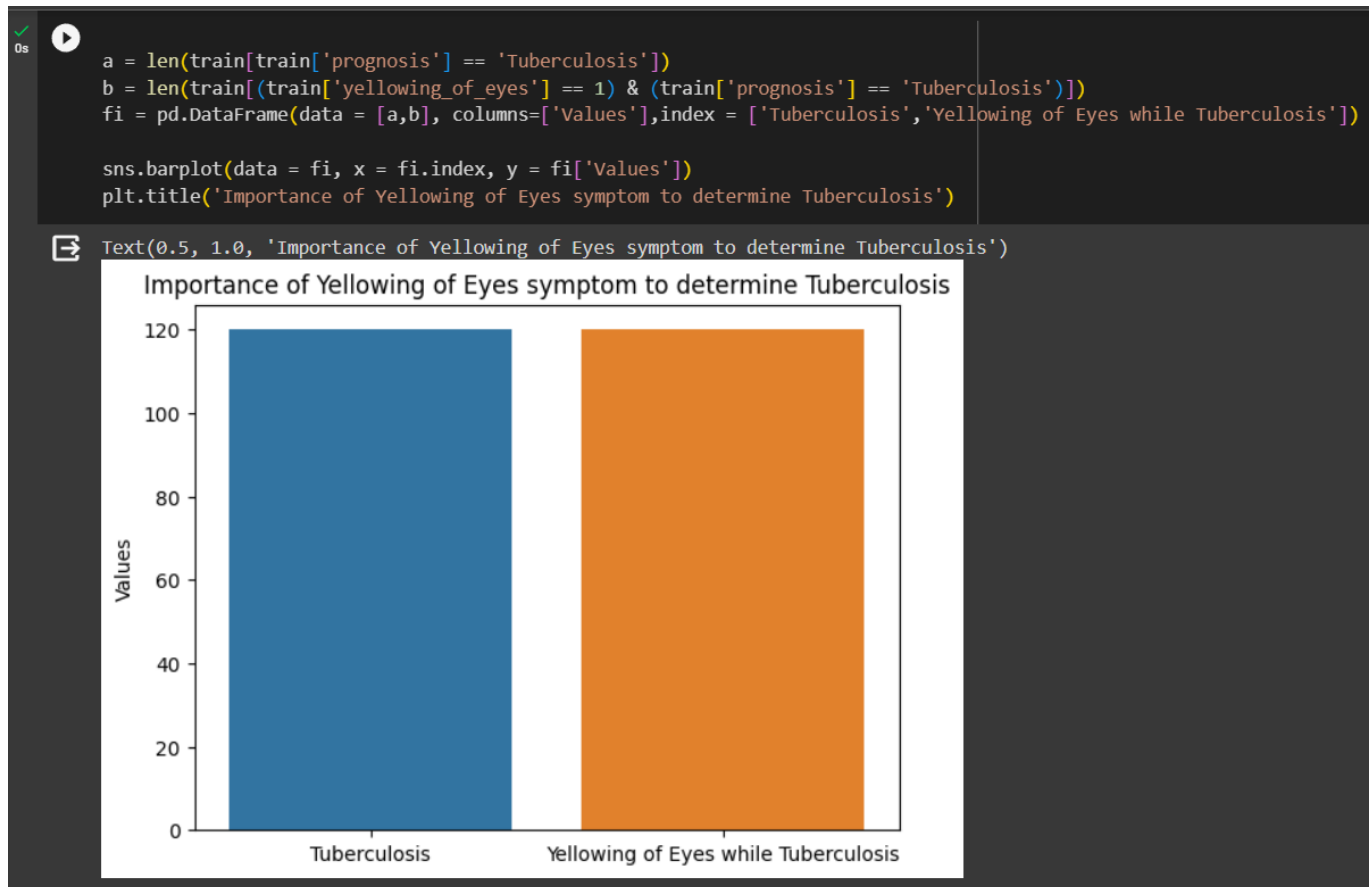 0s
a = len(train[train['prognosis'] == 'Tuberculosis'])
b = len(train[(train['yellowing_of_eyes'] == 1) & (train['prognosis'] == 'Tuberculosis')])
fi = pd.DataFrame(data = [a,b], columns=['Values'],index = ['Tuberculosis','Yellowing of Eyes while Tuberculosis'])
sns.barplot(data = fi, x = fi.index, y = fi['Values'])
plt.title('Importance of Yellowing of Eyes symptom to determine Tuberculosis')
Text(0.5, 1.0, 'Importance of Yellowing of Eyes symptom to determine Tuberculosis')
Importance of Yellowing of Eyes symptom to determine Tuberculosis
120
100
80
60
40
20
0
Values
Tuberculosis
Yellowing of Eyes while Tuberculosis